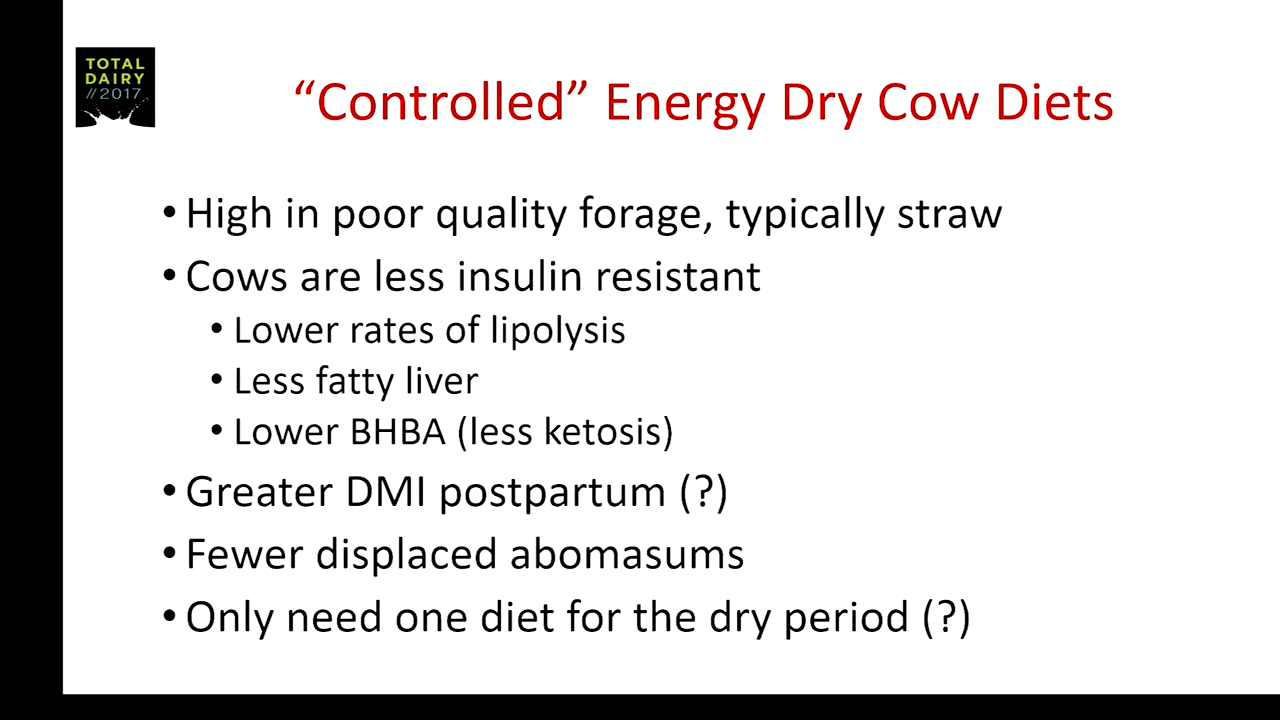 TOTAL
DAIRY
//2017
“Controlled” Energy Dry Cow Diets
• High in poor quality forage, typically straw
• Cows are less insulin resistant
• Lower rates of lipolysis
• Less fatty liver
• Lower BHBA (less ketosis)
• Greater DMI postpartum (?)
• Fewer displaced abomasums
• Only need one diet for the dry period (?)